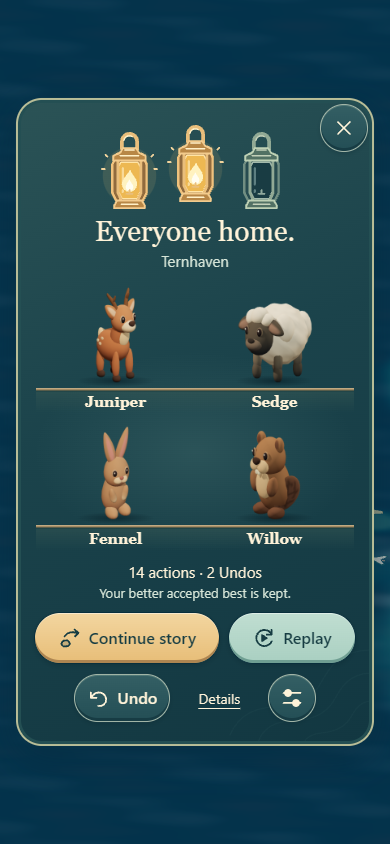 Everyone home.
Ternhaven
Juniper
Sedge
Fennel
Willow
14 actions · 2 Undos
Your better accepted best is kept.
Continue story
Replay
Undo
Details